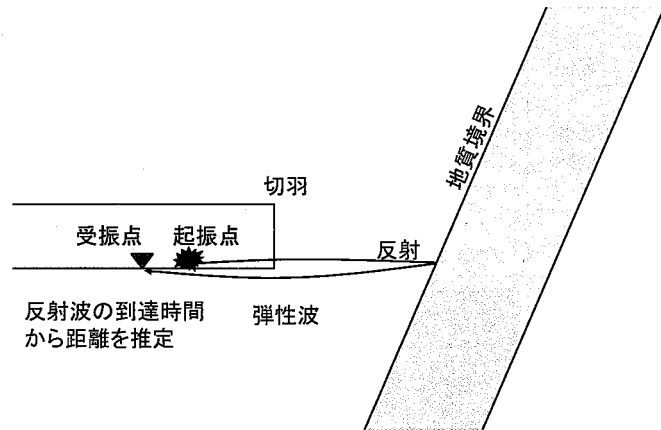 切羽
地質境界
受振点
起振点
反射
反射波の到達時間
から距離を推定
弾性波